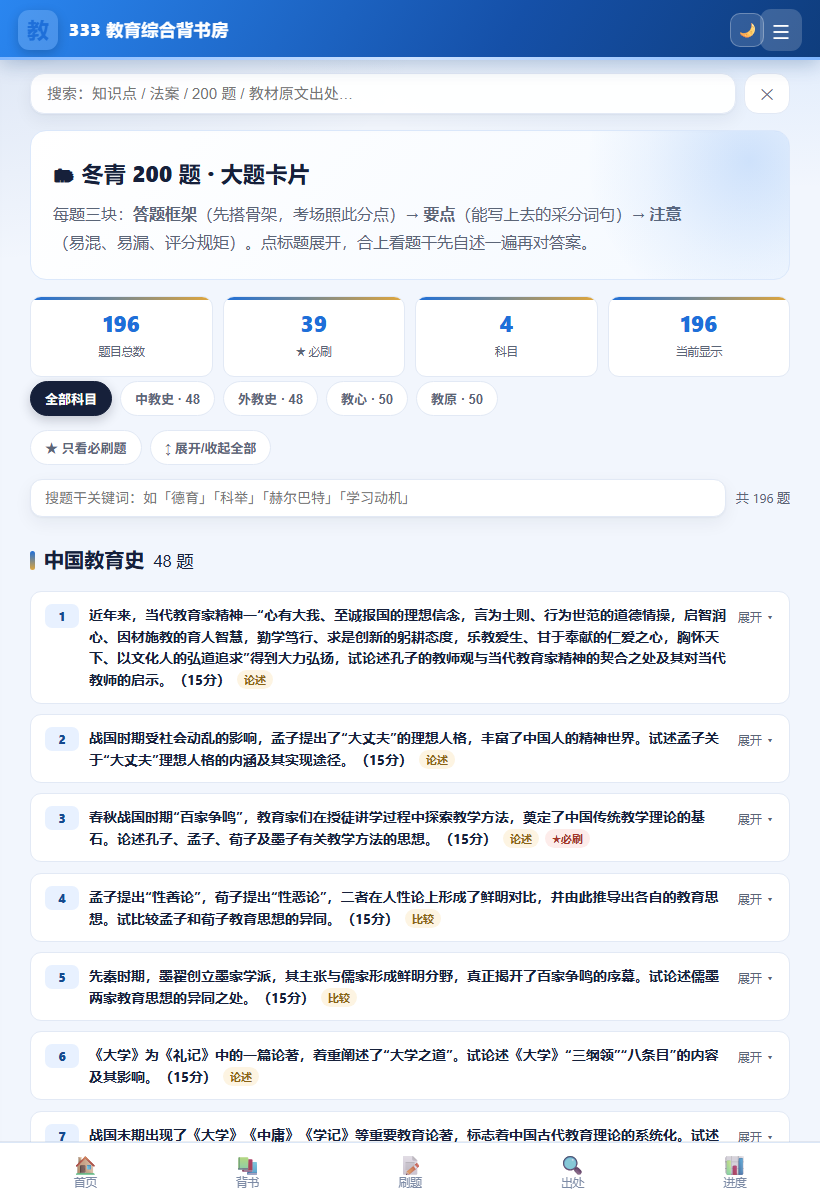 教 333 教育综合背书房
搜索：知识点 / 法案 / 200 题 / 教材原文出处…
冬青 200 题 · 大题卡片
每题三块：答题框架（先搭骨架，考场照此分点）→ 要点（能写上去的采分词句）→ 注意
（易混、易漏、评分规矩）。点标题展开，合上看题干先自述一遍再对答案。
196 39 4 196
题目总数 ★ 必刷 科目 当前显示
全部科目 中教史 · 48 外教史 · 48 教心 · 50 教原 · 50
★ 只看必刷题 ↕ 展开/收起全部
搜题干关键词：如「德育」「科举」「赫尔巴特」「学习动机」 共 196 题
中国教育史 48 题
1 近年来，当代教育家精神—“心有大我、至诚报国的理想信念，言为士则、行为世范的道德情操，启智润 展开
心、因材施教的育人智慧，勤学笃行、求是创新的躬耕态度，乐教爱生、甘于奉献的仁爱之心，胸怀天
下、以文化人的弘道追求”得到大力弘扬，试论述孔子的教师观与当代教育家精神的契合之处及其对当代
教师的启示。（15分） 论述
2 战国时期受社会动乱的影响，孟子提出了“大丈夫”的理想人格，丰富了中国人的精神世界。试述孟子关 展开
于“大丈夫”理想人格的内涵及其实现途径。（15分） 论述
3 春秋战国时期“百家争鸣”，教育家们在授徒讲学过程中探索教学方法，奠定了中国传统教学理论的基 展开
石。论述孔子、孟子、荀子及墨子有关教学方法的思想。（15分） 论述 ★必刷
4 孟子提出“性善论”，荀子提出“性恶论”，二者在人性论上形成了鲜明对比，并由此推导出各自的教育思 展开
想。试比较孟子和荀子教育思想的异同。（15分） 比较
5 先秦时期，墨翟创立墨家学派，其主张与儒家形成鲜明分野，真正揭开了百家争鸣的序幕。试论述儒墨 展开
两家教育思想的异同之处。（15分） 比较
6 《大学》为《礼记》中的一篇论著，着重阐述了“大学之道”。试论述《大学》“三纲领”“八条目”的内容 展开
及其影响。（15分） 论述
7 战国末期出现了《大学》《中庸》《学记》等重要教育论著，标志着中国古代教育理论的系统化。试述 展开
首页 背书 刷题 出处 进度